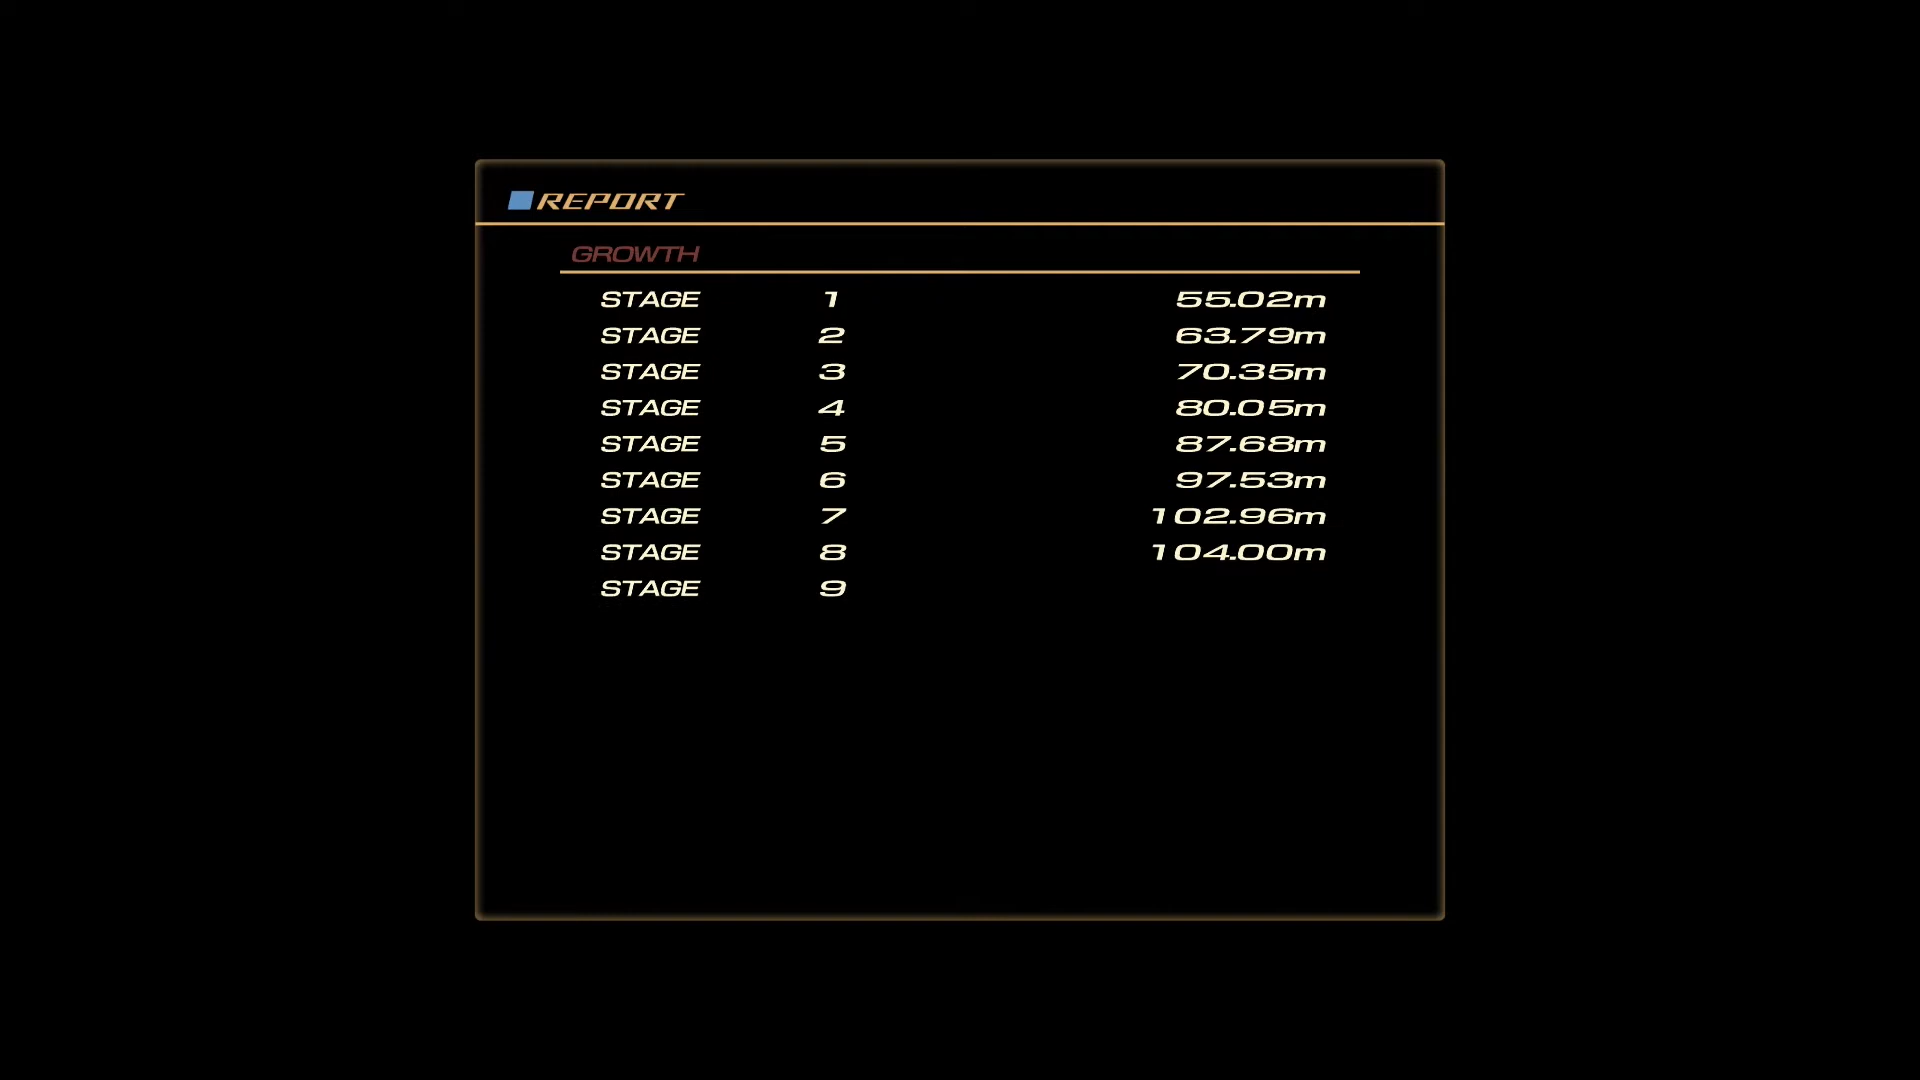 REPORT
GROWTH
STAGE 1 55.02m
STAGE 2 63.79m
STAGE 3 70.35m
STAGE 4 80.05m
STAGE 5 87.68m
STAGE 6 97.53m
STAGE 7 102.96m
STAGE 8 104.00m
STAGE 9